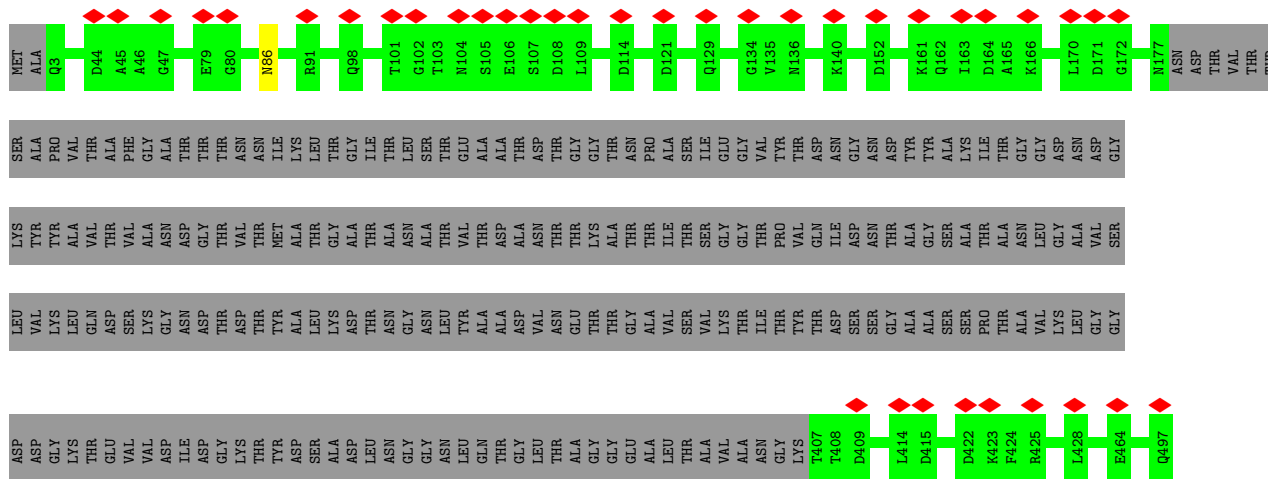 MET ALA Q3 D44 A45 A46 G47 E79 G80 N86 R91 Q98 T101 G102 T103 N104 S105 E106 S107 D108 L109 D114 D121 Q129 G134 V135 N136 K140 D152 K161 Q162 I163 D164 A165 K166 L170 D171 G172 N177 ASN ASP THR VAL THR
SER ALA PRO VAL THR ALA PHE GLY ALA THR THR THR ASN ASN ILE LYS LEU THR GLY ILE THR LEU SER THR GLU ALA ALA THR ASP THR GLY GLY THR ASN PRO ALA SER ILE GLU GLY VAL TYR THR ASP ASN GLY ASN ASP TYR TYR ALA LYS ILE THR GLY GLY ASP ASN ASP GLY
LYS TYR TYR ALA VAL THR VAL ALA ASN ASP GLY THR VAL THR MET ALA THR GLY ALA THR ALA ASN ALA THR VAL THR ASP ALA ASN THR THR LYS ALA THR THR ILE THR SER GLY GLY THR PRO VAL GLN ILE ASP ASN THR ALA GLY SER ALA THR ALA ASN LEU GLY ALA VAL SER
LEU VAL LYS LEU GLN ASP SER LYS GLY ASN ASP THR ASP THR TYR ALA LEU LYS ASP THR ASN GLY ASN LEU TYR ALA ALA ASP VAL ASN GLU THR THR GLY ALA VAL SER VAL LYS THR ILE THR TYR THR ASP SER SER GLY ALA ALA SER SER PRO THR ALA VAL LYS LEU GLY GLY
ASP ASP GLY LYS THR GLU VAL VAL ASP ILE ASP GLY LYS THR TYR ASP SER ALA ASP LEU ASN GLY GLY ASN LEU GLN THR GLY LEU THR ALA GLY GLY GLU ALA LEU THR ALA VAL ALA ASN GLY LYS T407 T408 D409 L414 D415 D422 K423 F424 R425 L428 E464 Q497